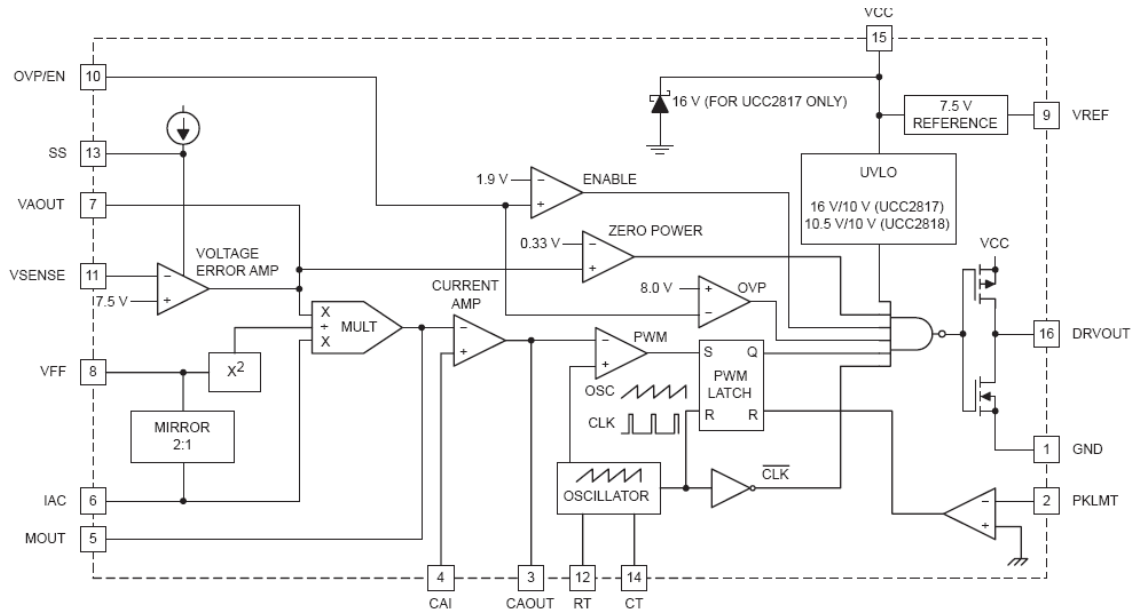 VCC
15
OVP/EN
10
16 V (FOR UCC2817 ONLY)
7.5 V
REFERENCE
9
VREF
SS
13
1.9 V
−
+
ENABLE
UVLO
16 V/10 V (UCC2817)
10.5 V/10 V (UCC2818)
VAOUT
7
0.33 V
−
+
ZERO POWER
VCC
VOLTAGE
ERROR AMP
VSENSE
11
−
+
7.5 V
CURRENT
AMP
8.0 V
+
−
OVP
X
÷
X
MULT
−
+
−
+
PWM
16
DRVOUT
S
Q
PWM
LATCH
R
R
VFF
8
X2
OSC
CLK
MIRROR
2:1
1
GND
OSCILLATOR
CLK
IAC
6
−
+
2
PKLMT
MOUT
5
4
3
12
14
CAI
CAOUT
RT
CT